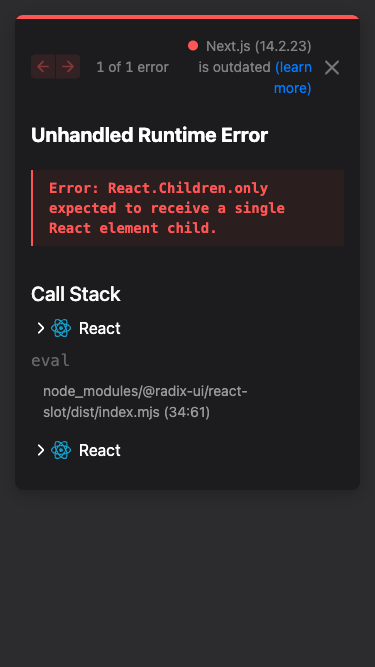 Next.js (14.2.23)
1 of 1 error
is outdated (learn
more)
Unhandled Runtime Error
Error: React.Children.only
expected to receive a single
React element child.
Call Stack
React
eval
node_modules/@radix-ui/react-
slot/dist/index.mjs (34:61)
React